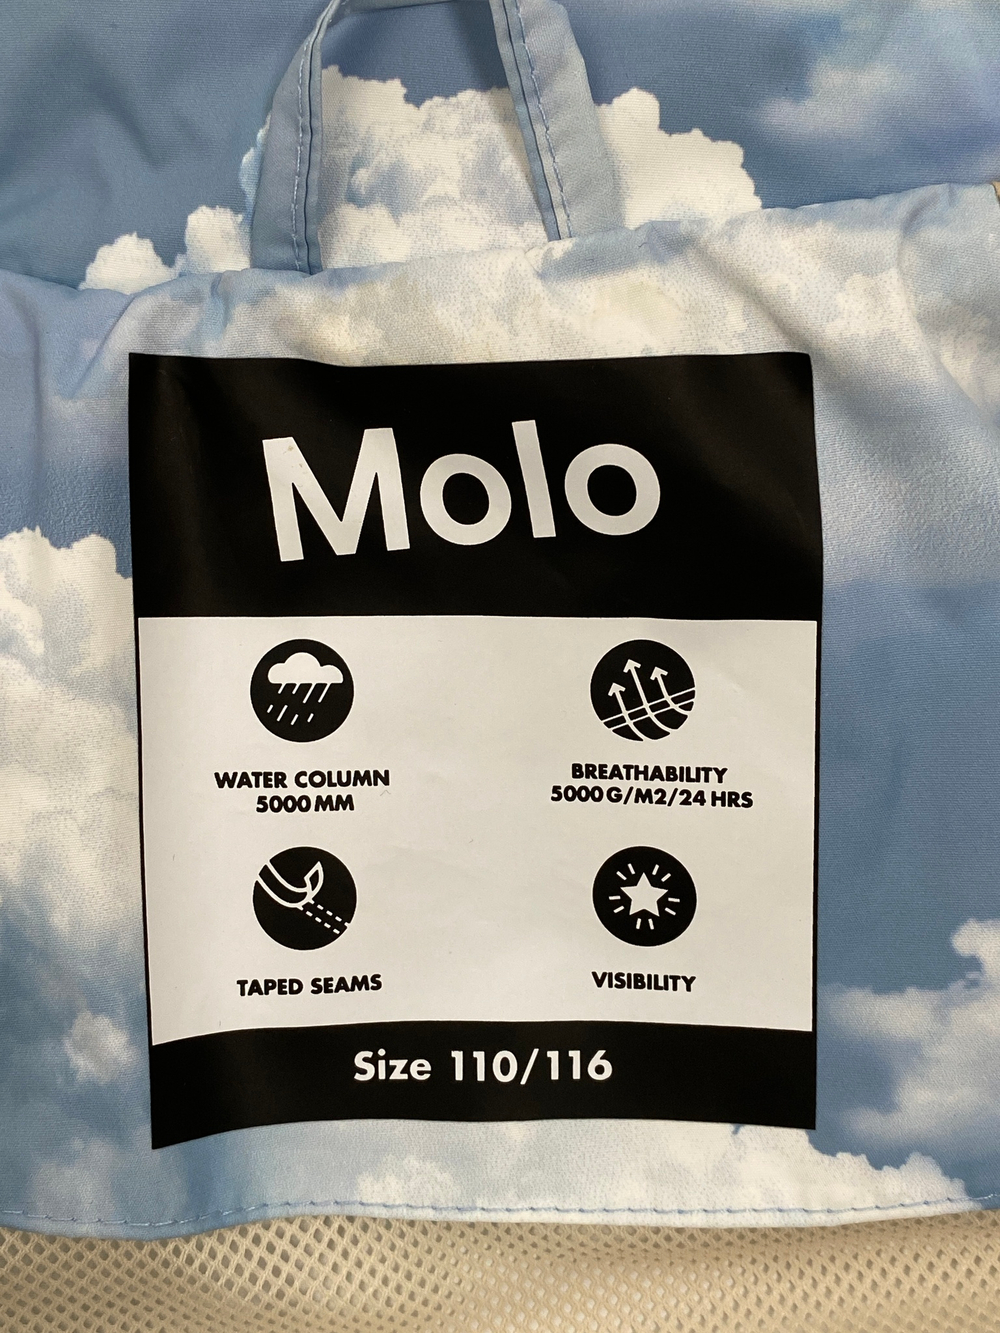 Molo
WATER COLUMN
5000 MM
BREATHABILITY
5000 G/M2/24 HRS
TAPED SEAMS
VISIBILITY
Size 110/116